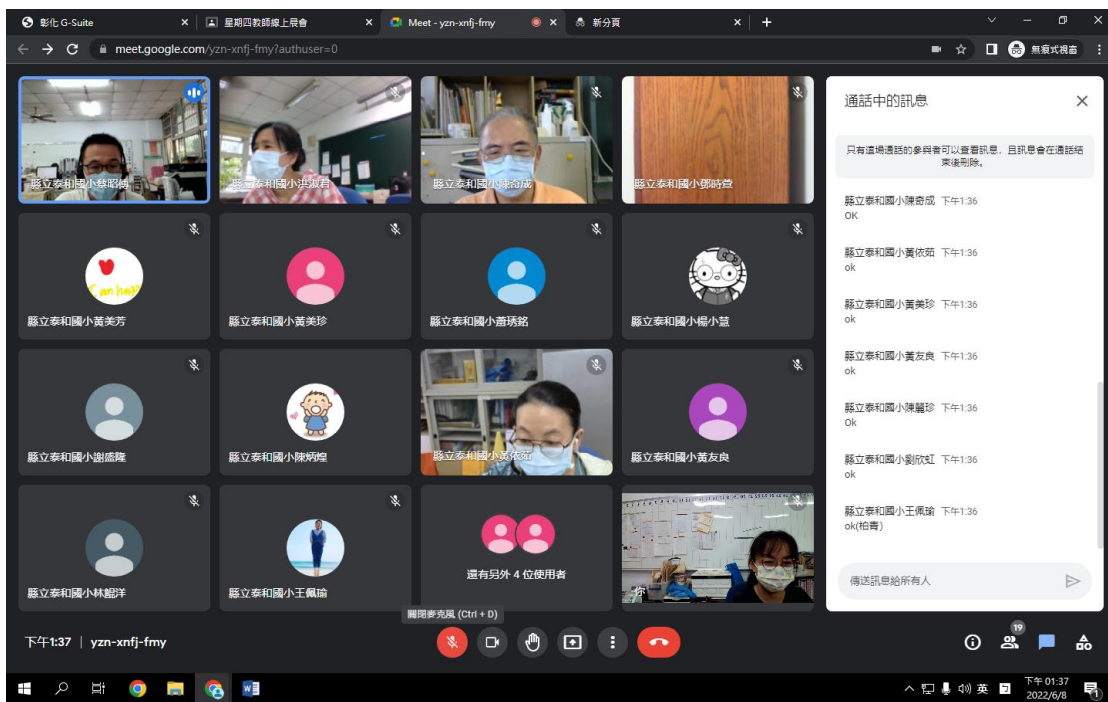 彰化 G-Suite
星期四教師線上晨會
Meet - yzn-xnfj-fmy
新分頁
meet.google.com/yzn-xnfj-fmy?authuser=0
無痕式視窗
縣立泰和國小蔡昭傅
縣立泰和國小洪淑君
縣立泰和國小陳奇成
縣立泰和國小鄧時萱
I am happy
縣立泰和國小黃美芳
縣立泰和國小黃美珍
縣立泰和國小蕭琇銘
縣立泰和國小楊小慧
縣立泰和國小謝盛隆
縣立泰和國小陳炳煌
縣立泰和國小黃依茹
縣立泰和國小黃友良
縣立泰和國小林鯤洋
縣立泰和國小王佩瑜
還有另外 4 位使用者
你
通話中的訊息
只有這場通話的參與者可以查看訊息，且訊息會在通話結
束後刪除。
縣立泰和國小陳奇成 下午1:36
OK
縣立泰和國小黃依茹 下午1:36
ok
縣立泰和國小黃美珍 下午1:36
ok
縣立泰和國小黃友良 下午1:36
ok
縣立泰和國小陳麗珍 下午1:36
Ok
縣立泰和國小劉欣虹 下午1:36
ok
縣立泰和國小王佩瑜 下午1:36
ok(柏青)
傳送訊息給所有人
關閉麥克風 (Ctrl + D)
下午1:37 | yzn-xnfj-fmy
19
英
下午 01:37
2022/6/8
1